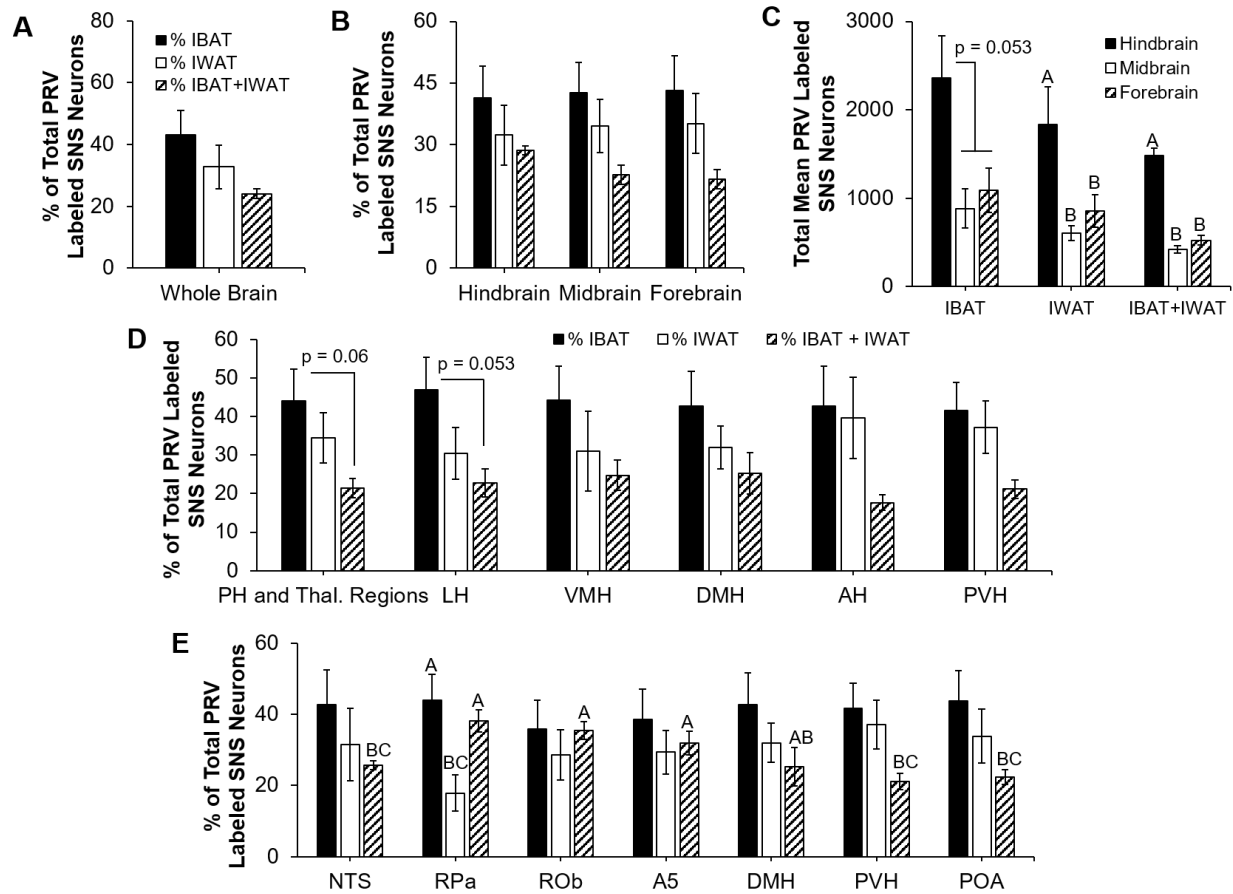 A
% of Total PRV
Labeled SNS Neurons
80
60
40
20
0
% IBAT
% IWAT
% IBAT+IWAT
Whole Brain
B
% of Total PRV
Labeled SNS Neurons
60
45
30
15
0
Hindbrain Midbrain Forebrain
C
Total Mean PRV Labeled
SNS Neurons
3000
2000
1000
0
p = 0.053
Hindbrain
Midbrain
Forebrain
A
B
B
A
B
B
IBAT IWAT IBAT+IWAT
D
% of Total PRV Labeled
SNS Neurons
60
50
40
30
20
10
0
% IBAT % IWAT % IBAT + IWAT
p = 0.06
p = 0.053
PH and Thal. Regions LH VMH DMH AH PVH
E
% of Total PRV
Labeled SNS Neurons
60
40
20
0
BC
A
BC
A
A
A
AB
BC
BC
NTS RPa ROb A5 DMH PVH POA